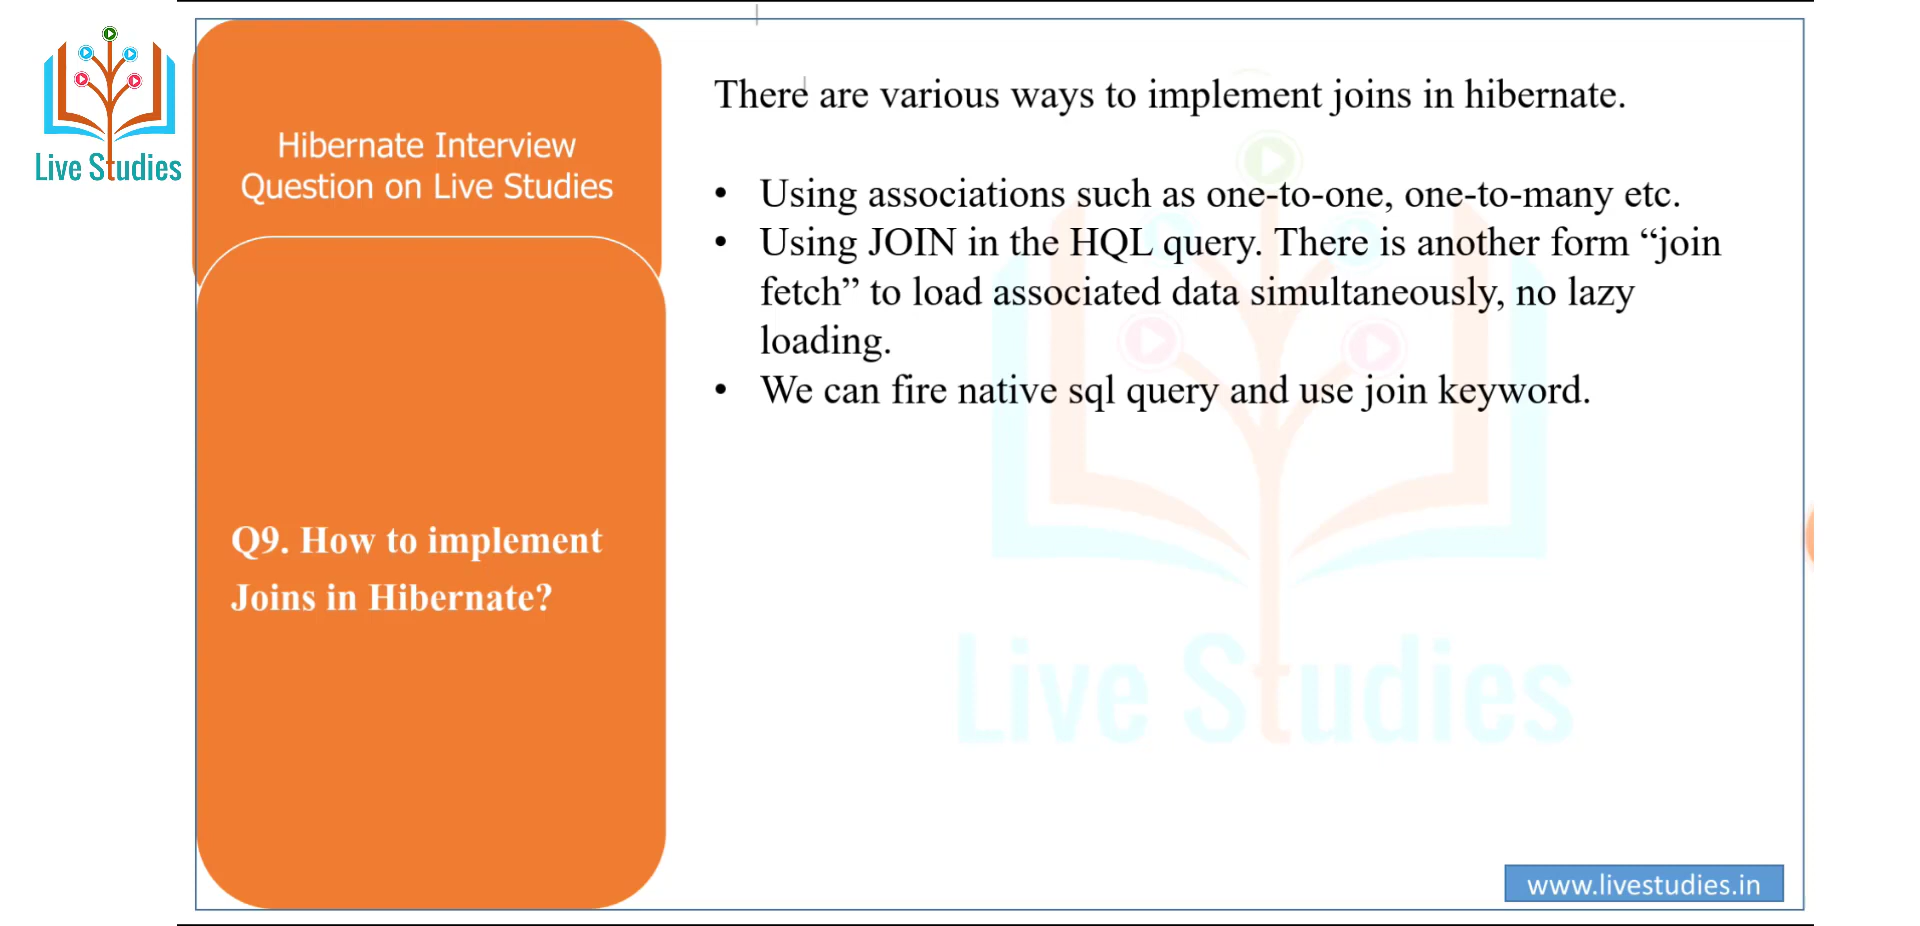 Live Studies
Hibernate Interview
Question on Live Studies
Q9. How to implement
Joins in Hibernate?
There are various ways to implement joins in hibernate.
• Using associations such as one-to-one, one-to-many etc.
• Using JOIN in the HQL query. There is another form “join
fetch” to load associated data simultaneously, no lazy
loading.
• We can fire native sql query and use join keyword.
Live Studies
www.livestudies.in